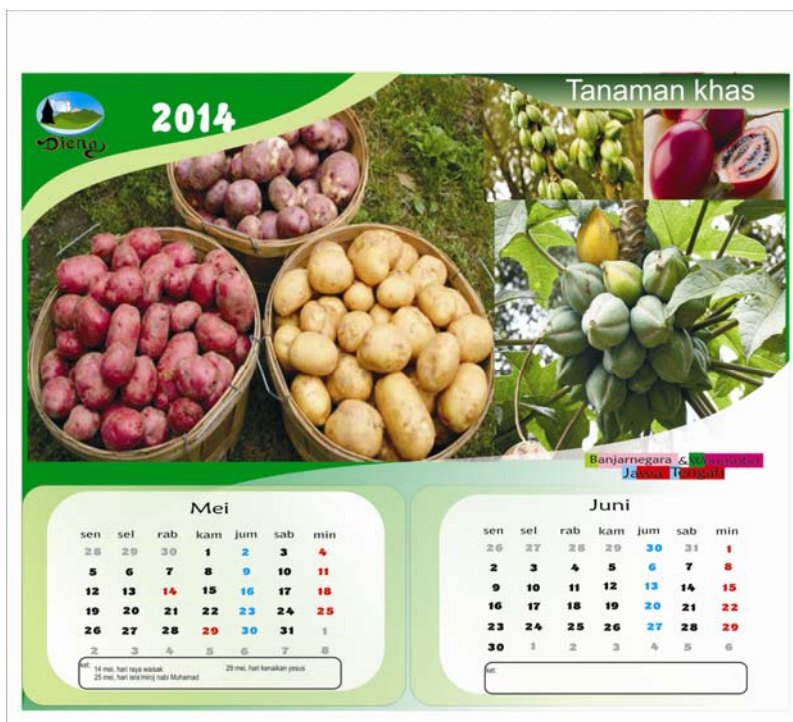 2014
Tanaman khas
Dieng
Banjarnegara & Wonosobo
Jawa Tengah
Mei
sen sel rab kam jum sab min
28 29 30 1 2 3 4
5 6 7 8 9 10 11
12 13 14 15 16 17 18
19 20 21 22 23 24 25
26 27 28 29 30 31 1
2 3 4 5 6 7 8
ket:
14 mei, hari raya waisak 29 mei, hari kenaikan yesus
25 mei, hari isra'miroj nabi Muhamad
Juni
sen sel rab kam jum sab min
26 27 28 29 30 31 1
2 3 4 5 6 7 8
9 10 11 12 13 14 15
16 17 18 19 20 21 22
23 24 25 26 27 28 29
30 1 2 3 4 5 6
ket: